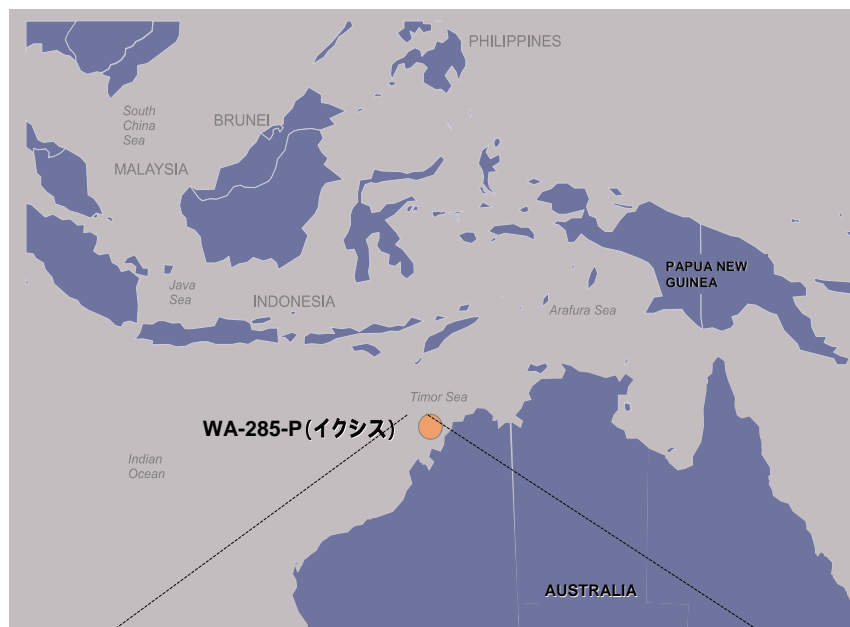 PHILIPPINES
South
China
Sea
BRUNEI
MALAYSIA
PAPUA NEW
GUINEA
Java
Sea
INDONESIA
Arafura Sea
Timor Sea
WA-285-P(イクシス)
Indian
Ocean
AUSTRALIA